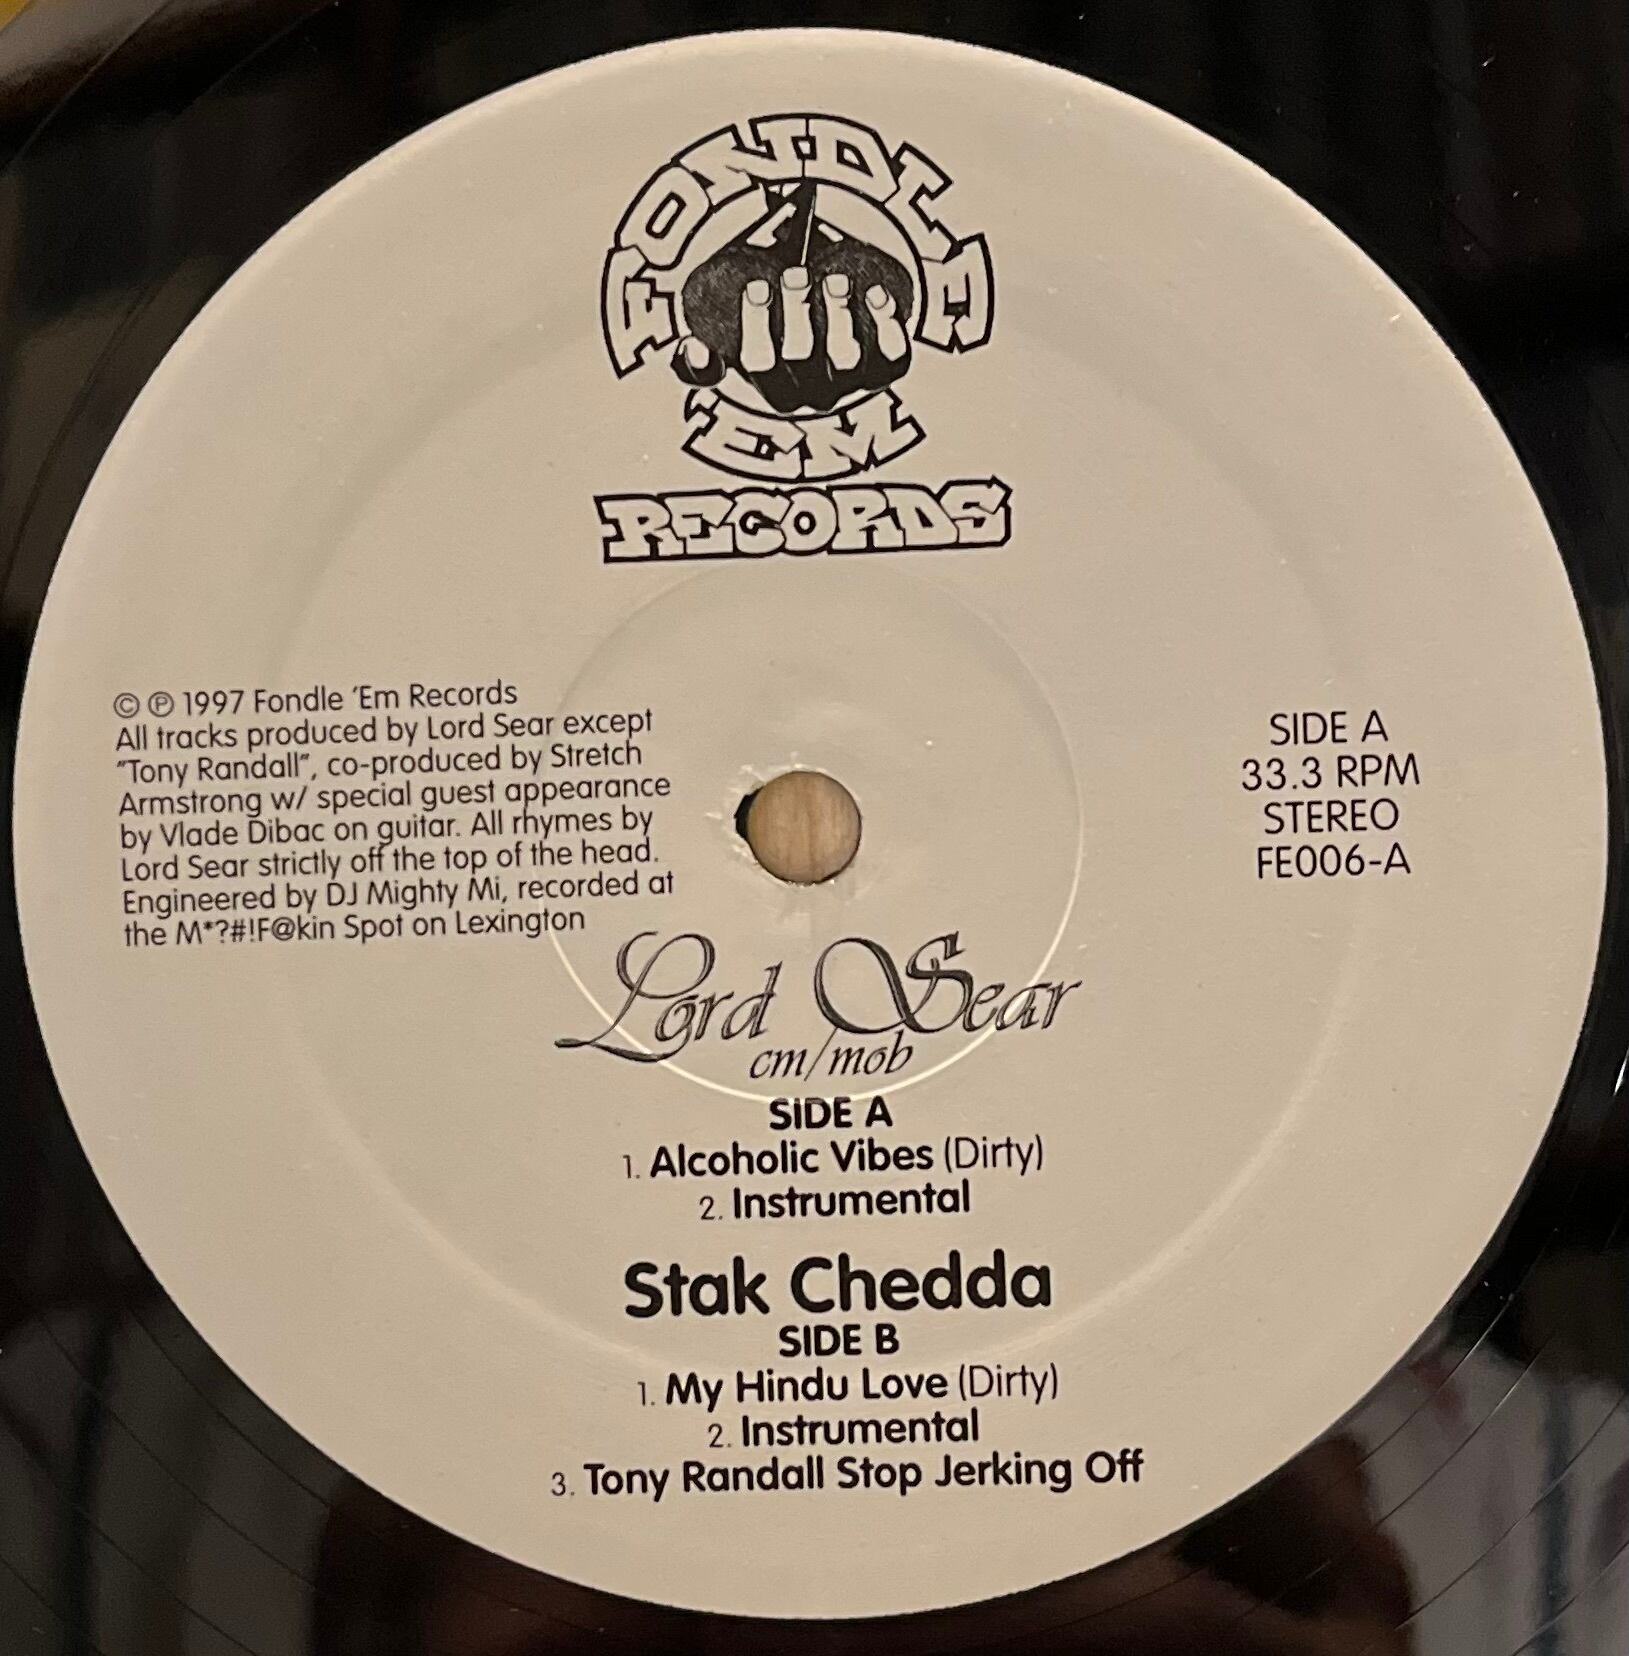 FONDLE
'EM
RECORDS
© ℗ 1997 Fondle 'Em Records
All tracks produced by Lord Sear except
"Tony Randall", co-produced by Stretch
Armstrong w/ special guest appearance
by Vlade Dibac on guitar. All rhymes by
Lord Sear strictly off the top of the head.
Engineered by DJ Mighty Mi, recorded at
the M*?#!F@kin Spot on Lexington
SIDE A
33.3 RPM
STEREO
FE006-A
Lord Sear
cm/mob
SIDE A
1. Alcoholic Vibes (Dirty)
2. Instrumental
Stak Chedda
SIDE B
1. My Hindu Love (Dirty)
2. Instrumental
3. Tony Randall Stop Jerking Off